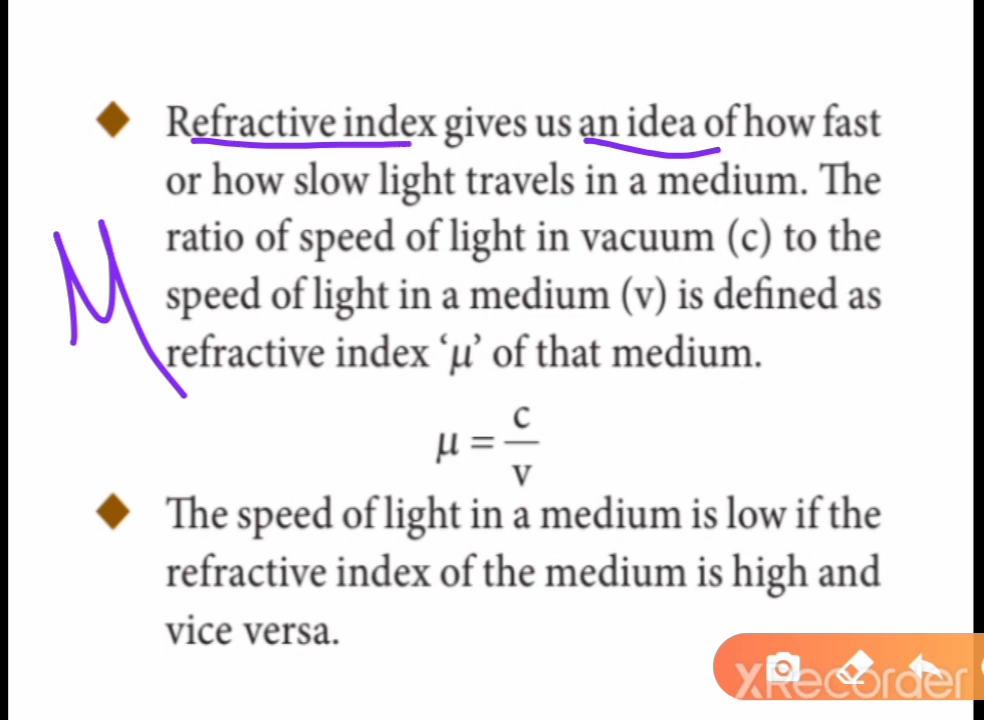 Refractive index gives us an idea of how fast
or how slow light travels in a medium. The
ratio of speed of light in vacuum (c) to the
speed of light in a medium (v) is defined as
refractive index ‘μ’ of that medium.
μ = c/v
The speed of light in a medium is low if the
refractive index of the medium is high and
vice versa.
XRecorder